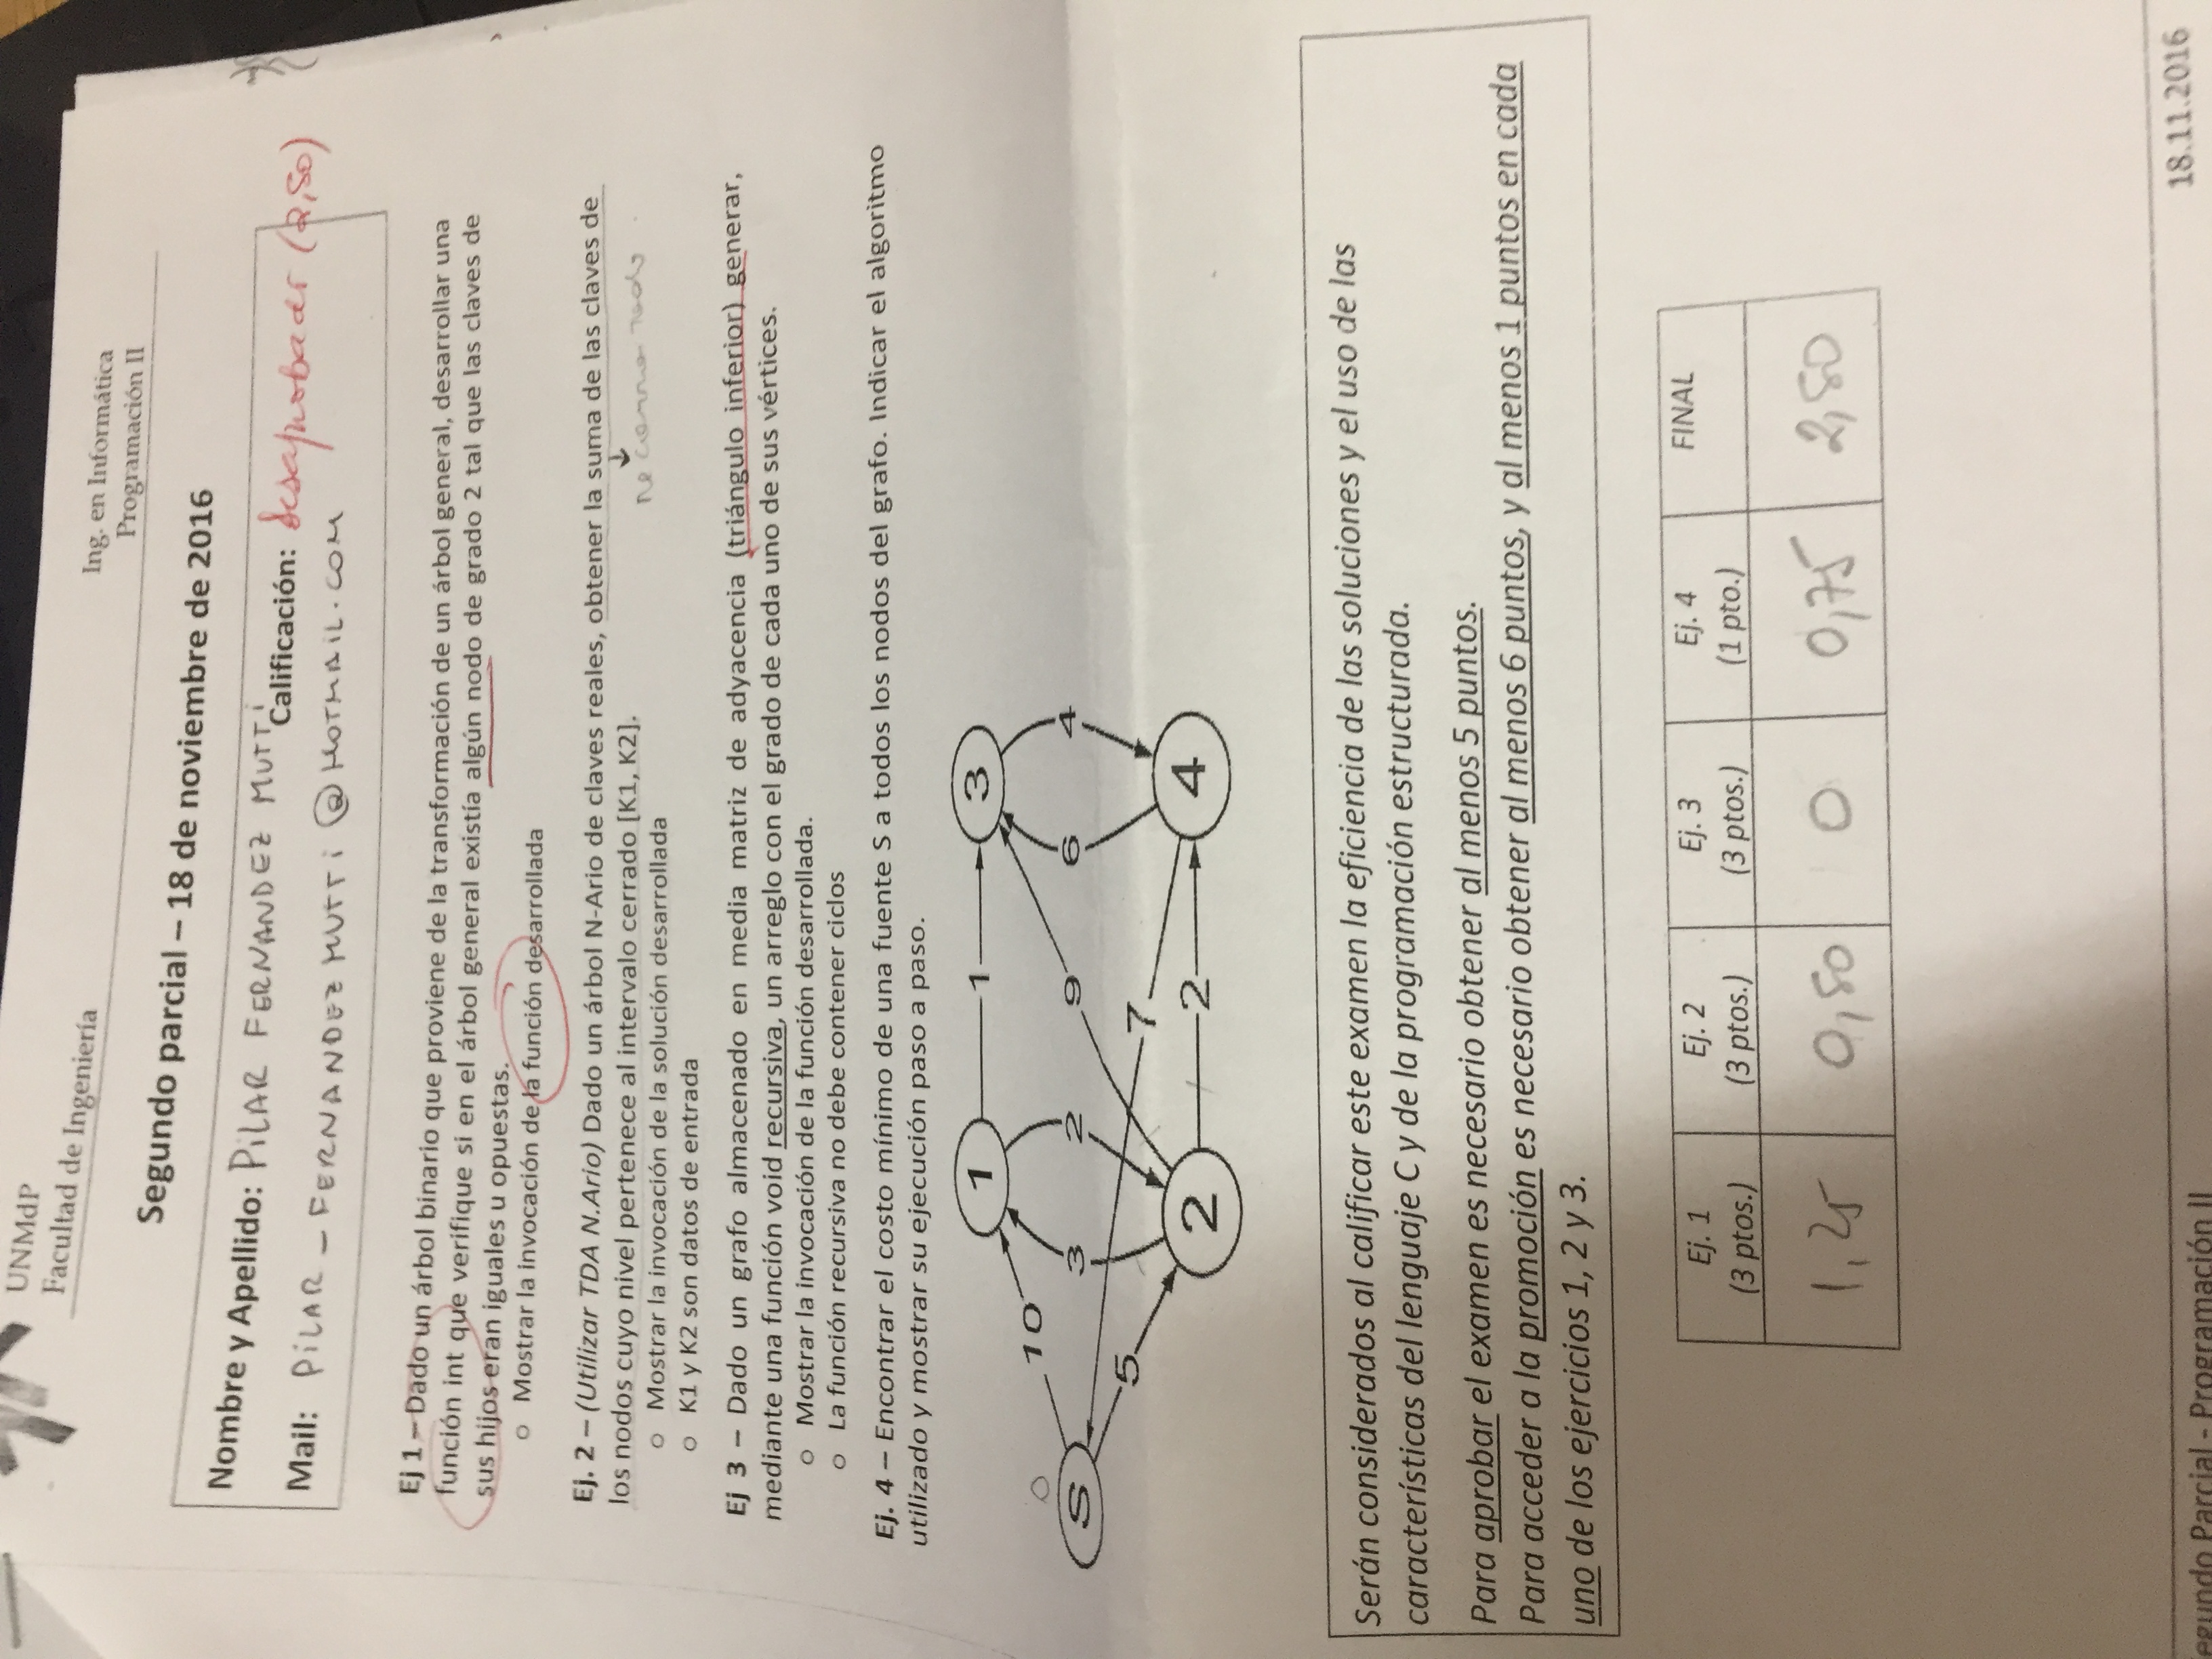 UNMdP
Facultad de Ingeniería
Ing. en Informática
Programación II
Segundo parcial – 18 de noviembre de 2016
Nombre y Apellido: PILAR FERNANDEZ MUTTI
Calificación: desaprobado (2,50)
Mail: PILAR_FERNANDEZMUTTI@HOTMAIL.COM
Ej 1 – Dado un árbol binario que proviene de la transformación de un árbol general, desarrollar una
función int que verifique si en el árbol general existía algún nodo de grado 2 tal que las claves de
sus hijos eran iguales u opuestas.
o Mostrar la invocación de la función desarrollada
Ej. 2 – (Utilizar TDA N.Ario) Dado un árbol N-Ario de claves reales, obtener la suma de las claves de
los nodos cuyo nivel pertenece al intervalo cerrado [K1, K2].
todo
o Mostrar la invocación de la solución desarrollada
o K1 y K2 son datos de entrada
Ej 3 – Dado un grafo almacenado en media matriz de adyacencia (triángulo inferior) generar,
mediante una función void recursiva, un arreglo con el grado de cada uno de sus vértices.
o Mostrar la invocación de la función desarrollada.
o La función recursiva no debe contener ciclos
Ej. 4 – Encontrar el costo mínimo de una fuente S a todos los nodos del grafo. Indicar el algoritmo
utilizado y mostrar su ejecución paso a paso.
1 1 3
10
0
S 3 2 9 6 4
5 7
2 2 4
Serán considerados al calificar este examen la eficiencia de las soluciones y el uso de las
características del lenguaje C y de la programación estructurada.
Para aprobar el examen es necesario obtener al menos 5 puntos.
Para acceder a la promoción es necesario obtener al menos 6 puntos, y al menos 1 puntos en cada
uno de los ejercicios 1, 2 y 3.
Ej. 1 Ej. 2 Ej. 3 Ej. 4 FINAL
(3 ptos.) (3 ptos.) (3 ptos.) (1 pto.)
1,25 0,50 0 0,75 2,50
18.11.2016
egundo Parcial - Programación II